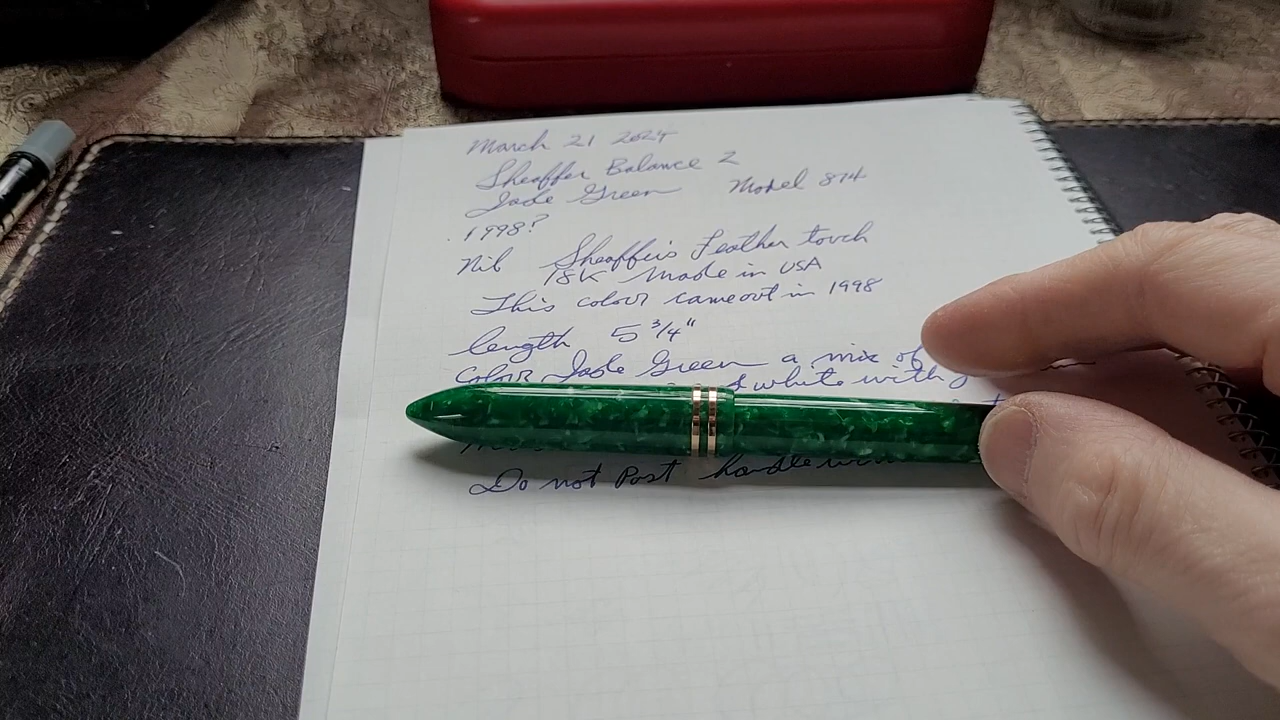 March 21 2024
Sheaffer Balance 2
Jade Green Model 874
1998?
Nib Sheaffer's Feather touch
18K Made in USA
This colour came out in 1998
length 5 3/4"
Color Jade Green a mix of
white with
Do not Post handle